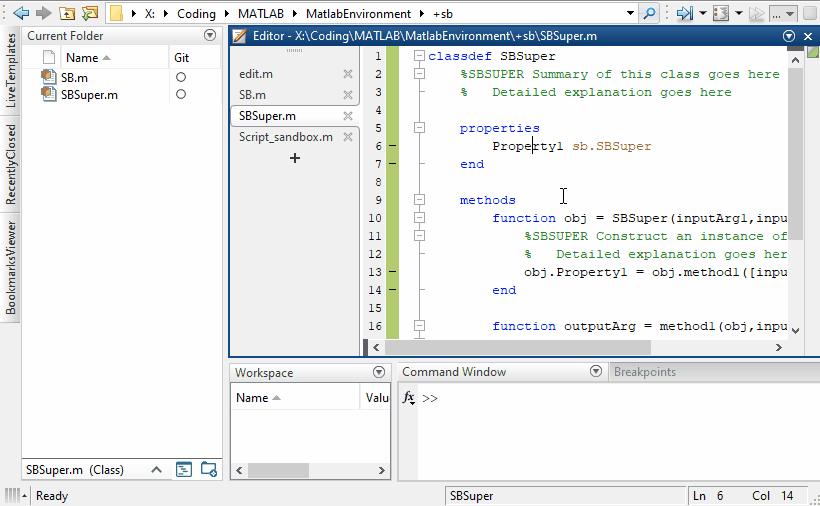 X: Coding MATLAB MatlabEnvironment +sb
LiveTemplates
RecentlyClosed
BookmarksViewer
Current Folder
Name Git
SB.m
SBSuper.m
SBSuper.m (Class)
Editor - X:\Coding\MATLAB\MatlabEnvironment\+sb\SBSuper.m
edit.m
SB.m
SBSuper.m
Script_sandbox.m
1 classdef SBSuper
2 %SBSUPER Summary of this class goes here
3 % Detailed explanation goes here
4
5 properties
6 Property1 sb.SBSuper
7 end
8
9 methods
10 function obj = SBSuper(inputArg1,inpu
11 %SBSUPER Construct an instance of
12 % Detailed explanation goes her
13 obj.Property1 = obj.method1([inpu
14 end
15
16 function outputArg = method1(obj,inpu
Workspace
Name Valu
Command Window
Breakpoints
fx >>
Ready
SBSuper
Ln 6 Col 14